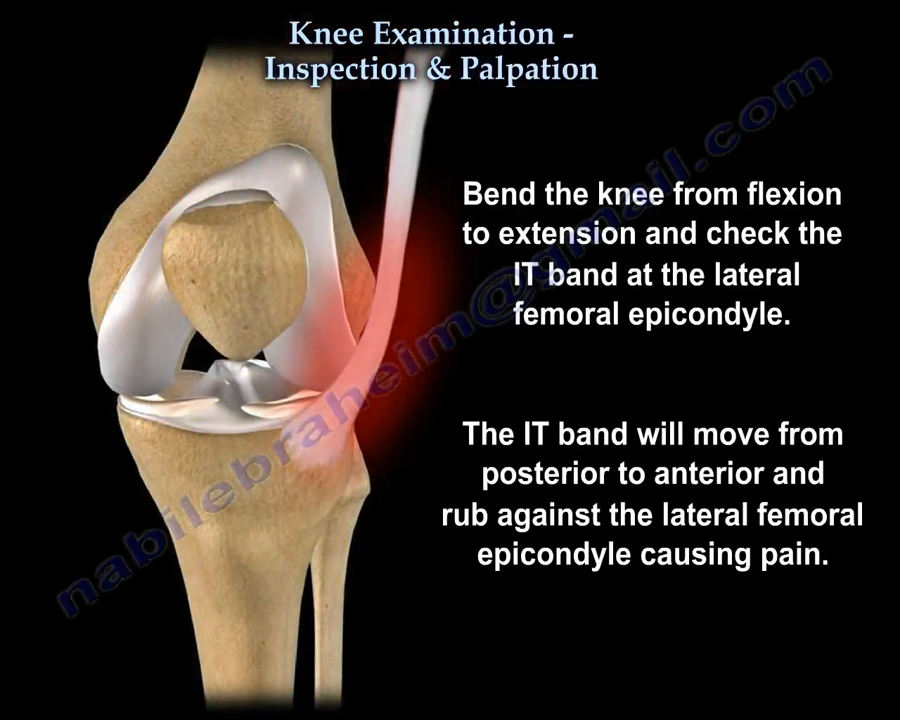 Knee Examination -
Inspection & Palpation
Bend the knee from flexion
to extension and check the
IT band at the lateral
femoral epicondyle.
The IT band will move from
posterior to anterior and
rub against the lateral femoral
epicondyle causing pain.
nabilebraheim@gmail.com